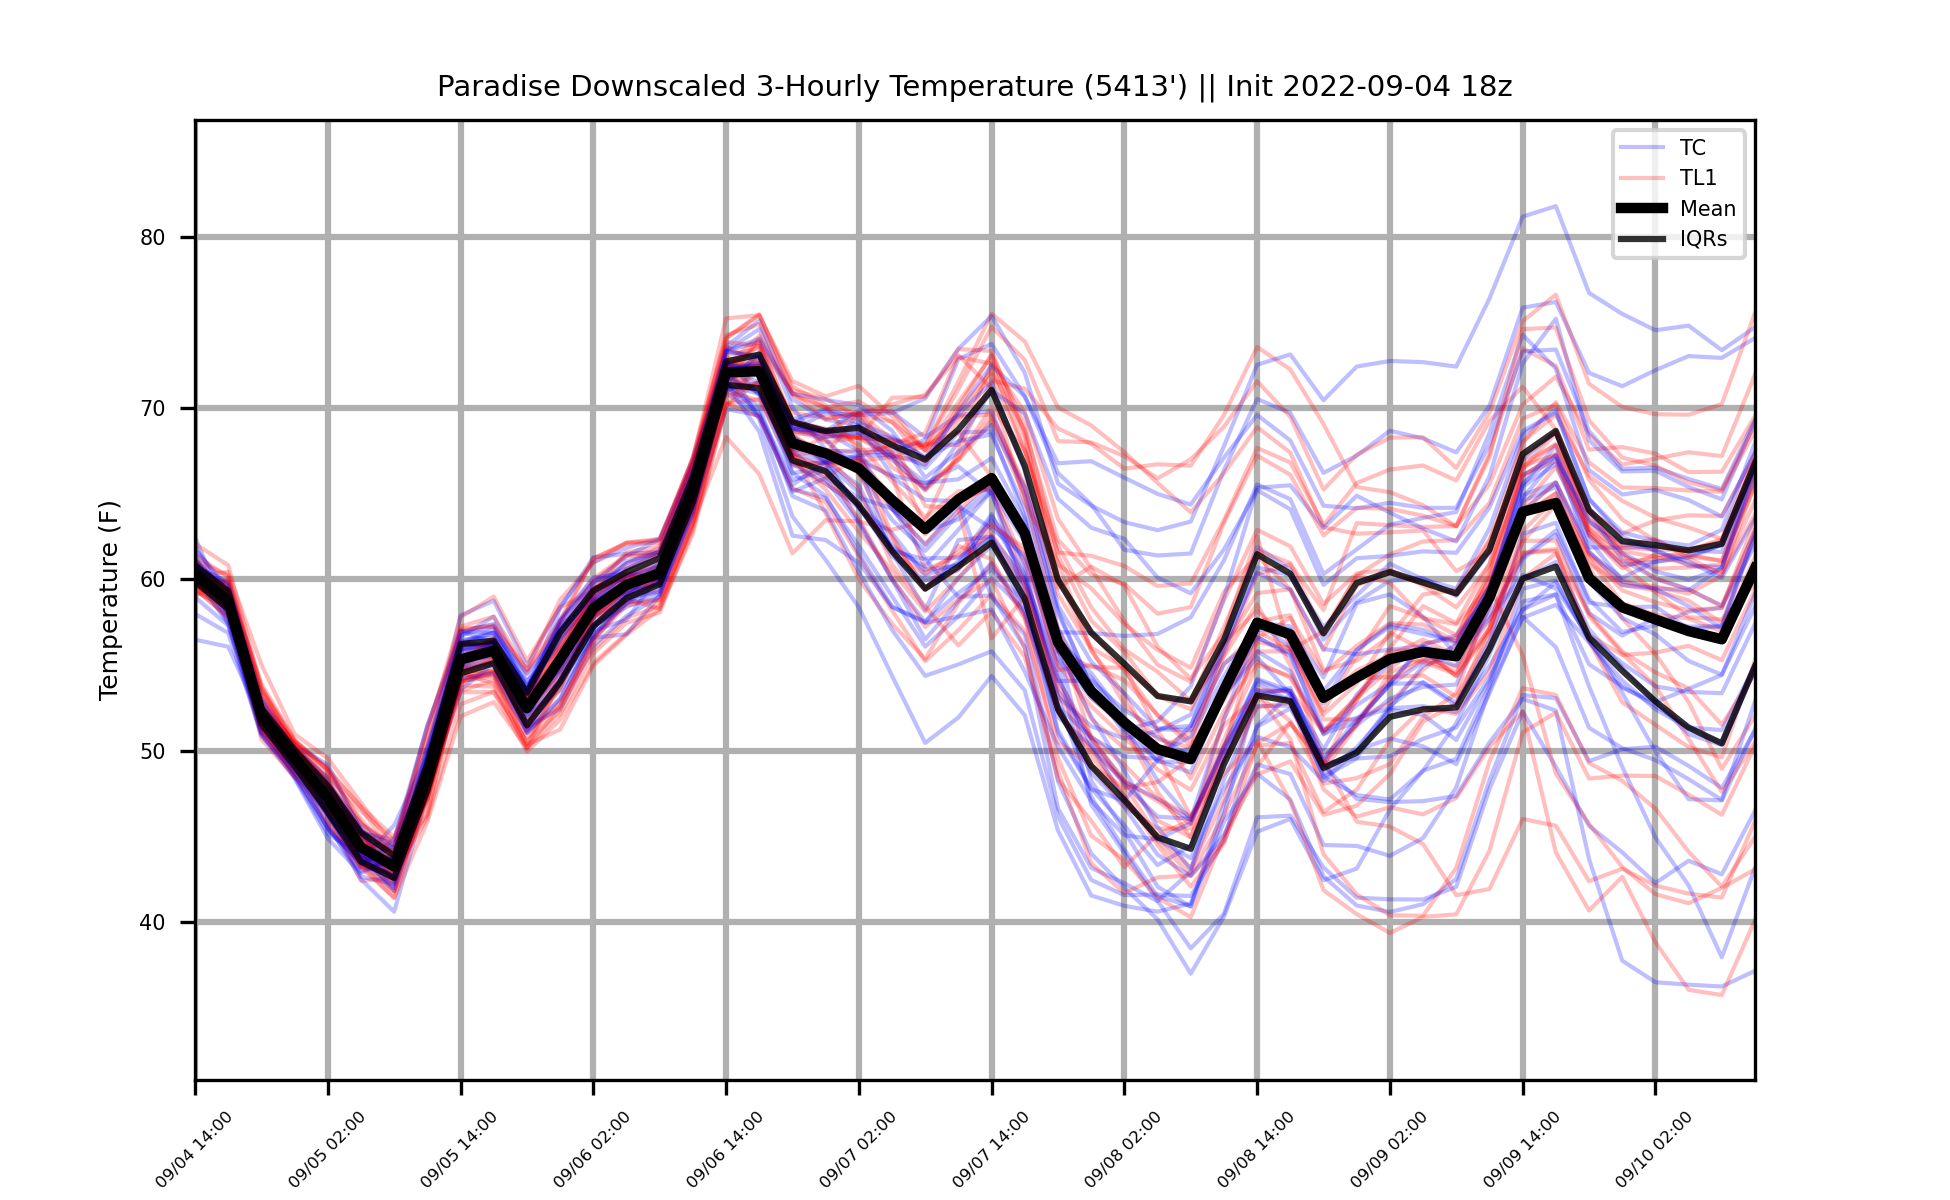 Paradise Downscaled 3-Hourly Temperature (5413') || Init 2022-09-04 18z
TC
TL1
Mean
IQRs
Temperature (F)
80
70
60
50
40
09/04 14:00
09/05 02:00
09/05 14:00
09/06 02:00
09/06 14:00
09/07 02:00
09/07 14:00
09/08 02:00
09/08 14:00
09/09 02:00
09/09 14:00
09/10 02:00